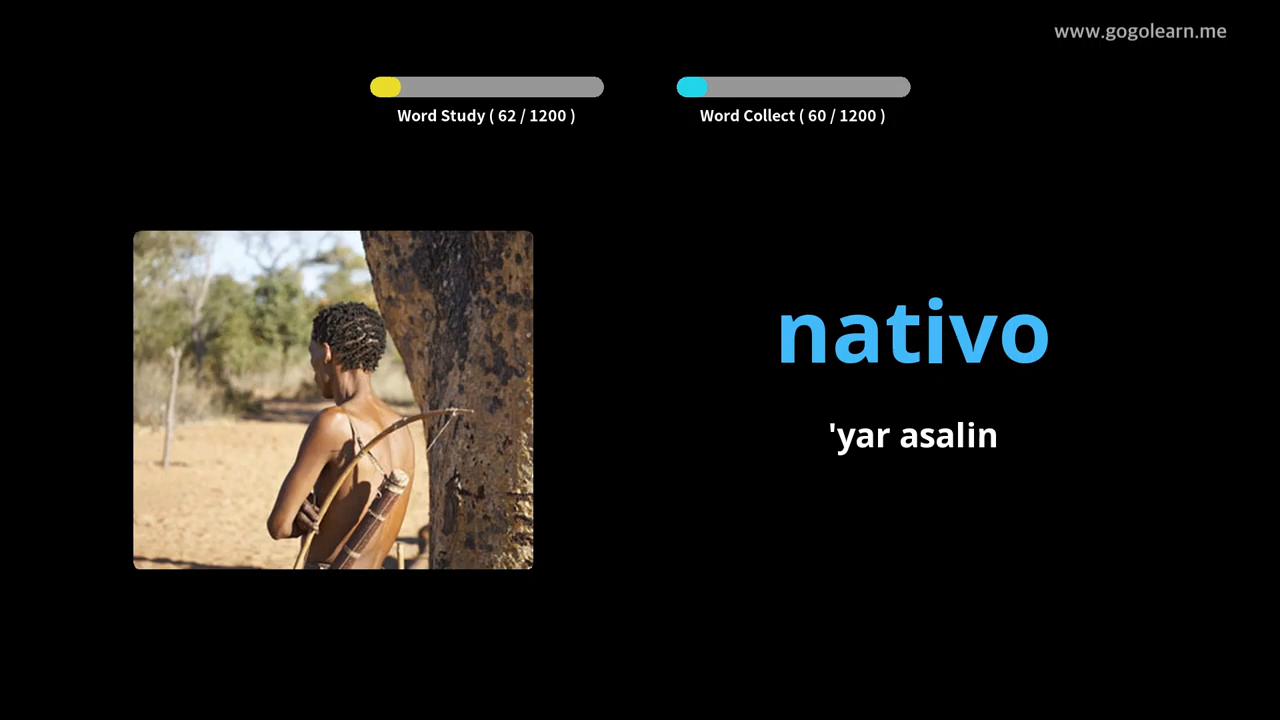 www.gogolearn.me
Word Study ( 62 / 1200 )
Word Collect ( 60 / 1200 )
nativo
'yar asalin